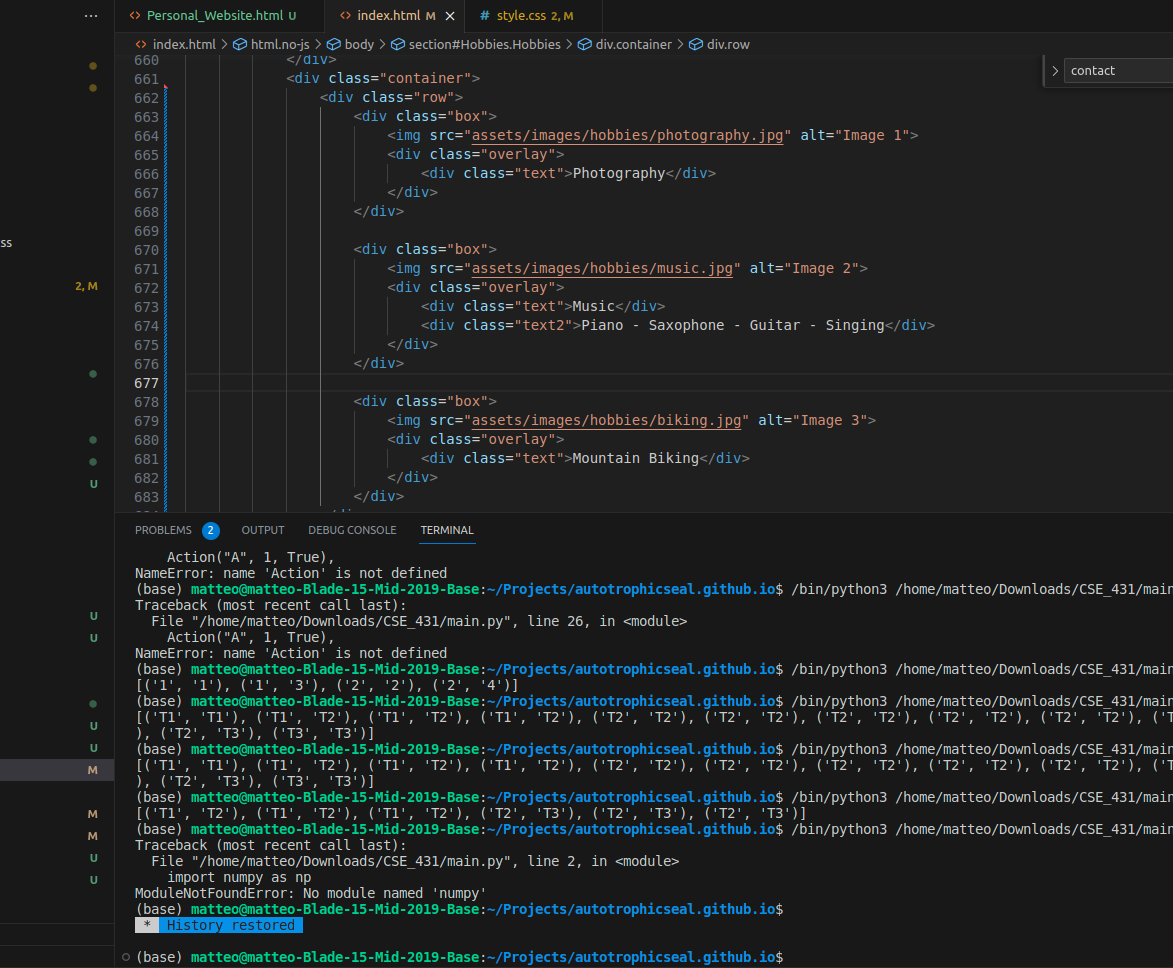 ··· <> Personal_Website.html U <> index.html M × # style.css 2, M
<> index.html > html.no-js > body > section#Hobbies.Hobbies > div.container > div.row
660 </div>
> contact
661 <div class="container">
662 <div class="row">
663 <div class="box">
664 <img src="assets/images/hobbies/photography.jpg" alt="Image 1">
665 <div class="overlay">
666 <div class="text">Photography</div>
667 </div>
668 </div>
669
ss
670 <div class="box">
671 <img src="assets/images/hobbies/music.jpg" alt="Image 2">
2, M
672 <div class="overlay">
673 <div class="text">Music</div>
674 <div class="text2">Piano - Saxophone - Guitar - Singing</div>
675 </div>
676 </div>
677
678 <div class="box">
679 <img src="assets/images/hobbies/biking.jpg" alt="Image 3">
680 <div class="overlay">
681 <div class="text">Mountain Biking</div>
682 </div>
U
683 </div>
PROBLEMS 2 OUTPUT DEBUG CONSOLE TERMINAL
Action("A", 1, True),
NameError: name 'Action' is not defined
(base) matteo@matteo-Blade-15-Mid-2019-Base:~/Projects/autotrophicseal.github.io$ /bin/python3 /home/matteo/Downloads/CSE_431/main
Traceback (most recent call last):
File "/home/matteo/Downloads/CSE_431/main.py", line 26, in <module>
U
Action("A", 1, True),
U
NameError: name 'Action' is not defined
(base) matteo@matteo-Blade-15-Mid-2019-Base:~/Projects/autotrophicseal.github.io$ /bin/python3 /home/matteo/Downloads/CSE_431/main
[('1', '1'), ('1', '3'), ('2', '2'), ('2', '4')]
(base) matteo@matteo-Blade-15-Mid-2019-Base:~/Projects/autotrophicseal.github.io$ /bin/python3 /home/matteo/Downloads/CSE_431/main
[('T1', 'T1'), ('T1', 'T2'), ('T1', 'T2'), ('T1', 'T2'), ('T2', 'T2'), ('T2', 'T2'), ('T2', 'T2'), ('T2', 'T2'), ('T2', 'T2'), ('T
U
), ('T2', 'T3'), ('T3', 'T3')]
(base) matteo@matteo-Blade-15-Mid-2019-Base:~/Projects/autotrophicseal.github.io$ /bin/python3 /home/matteo/Downloads/CSE_431/main
U
[('T1', 'T1'), ('T1', 'T2'), ('T1', 'T2'), ('T1', 'T2'), ('T2', 'T2'), ('T2', 'T2'), ('T2', 'T2'), ('T2', 'T2'), ('T2', 'T2'), ('T
M
), ('T2', 'T3'), ('T3', 'T3')]
(base) matteo@matteo-Blade-15-Mid-2019-Base:~/Projects/autotrophicseal.github.io$ /bin/python3 /home/matteo/Downloads/CSE_431/main
[('T1', 'T2'), ('T1', 'T2'), ('T1', 'T2'), ('T2', 'T3'), ('T2', 'T3'), ('T2', 'T3')]
M
(base) matteo@matteo-Blade-15-Mid-2019-Base:~/Projects/autotrophicseal.github.io$ /bin/python3 /home/matteo/Downloads/CSE_431/main
M
Traceback (most recent call last):
U
File "/home/matteo/Downloads/CSE_431/main.py", line 2, in <module>
import numpy as np
U
ModuleNotFoundError: No module named 'numpy'
(base) matteo@matteo-Blade-15-Mid-2019-Base:~/Projects/autotrophicseal.github.io$
* History restored
(base) matteo@matteo-Blade-15-Mid-2019-Base:~/Projects/autotrophicseal.github.io$